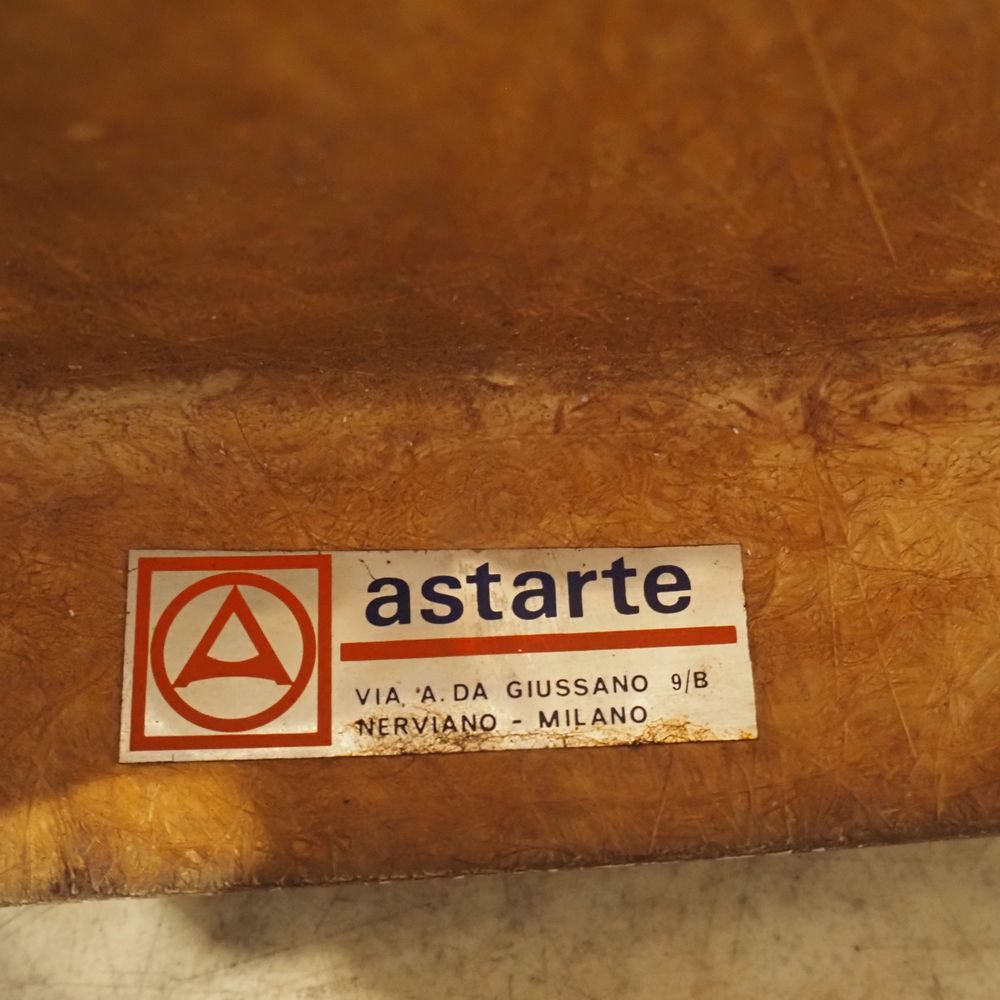 A
astarte
VIA A. DA GIUSSANO 9/B
NERVIANO - MILANO